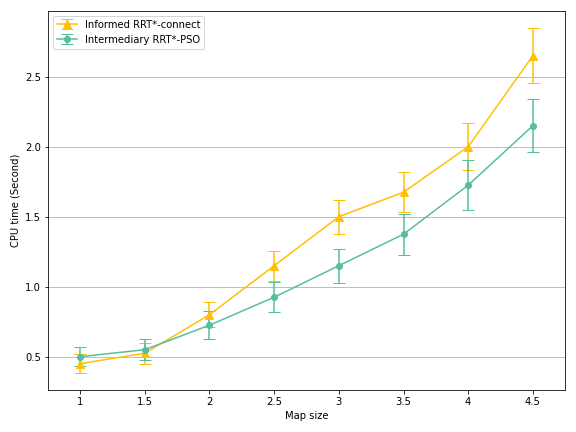 Informed RRT*-connect
Intermediary RRT*-PSO
CPU time (Second)
2.5
2.0
1.5
1.0
0.5
1 1.5 2 2.5 3 3.5 4 4.5
Map size